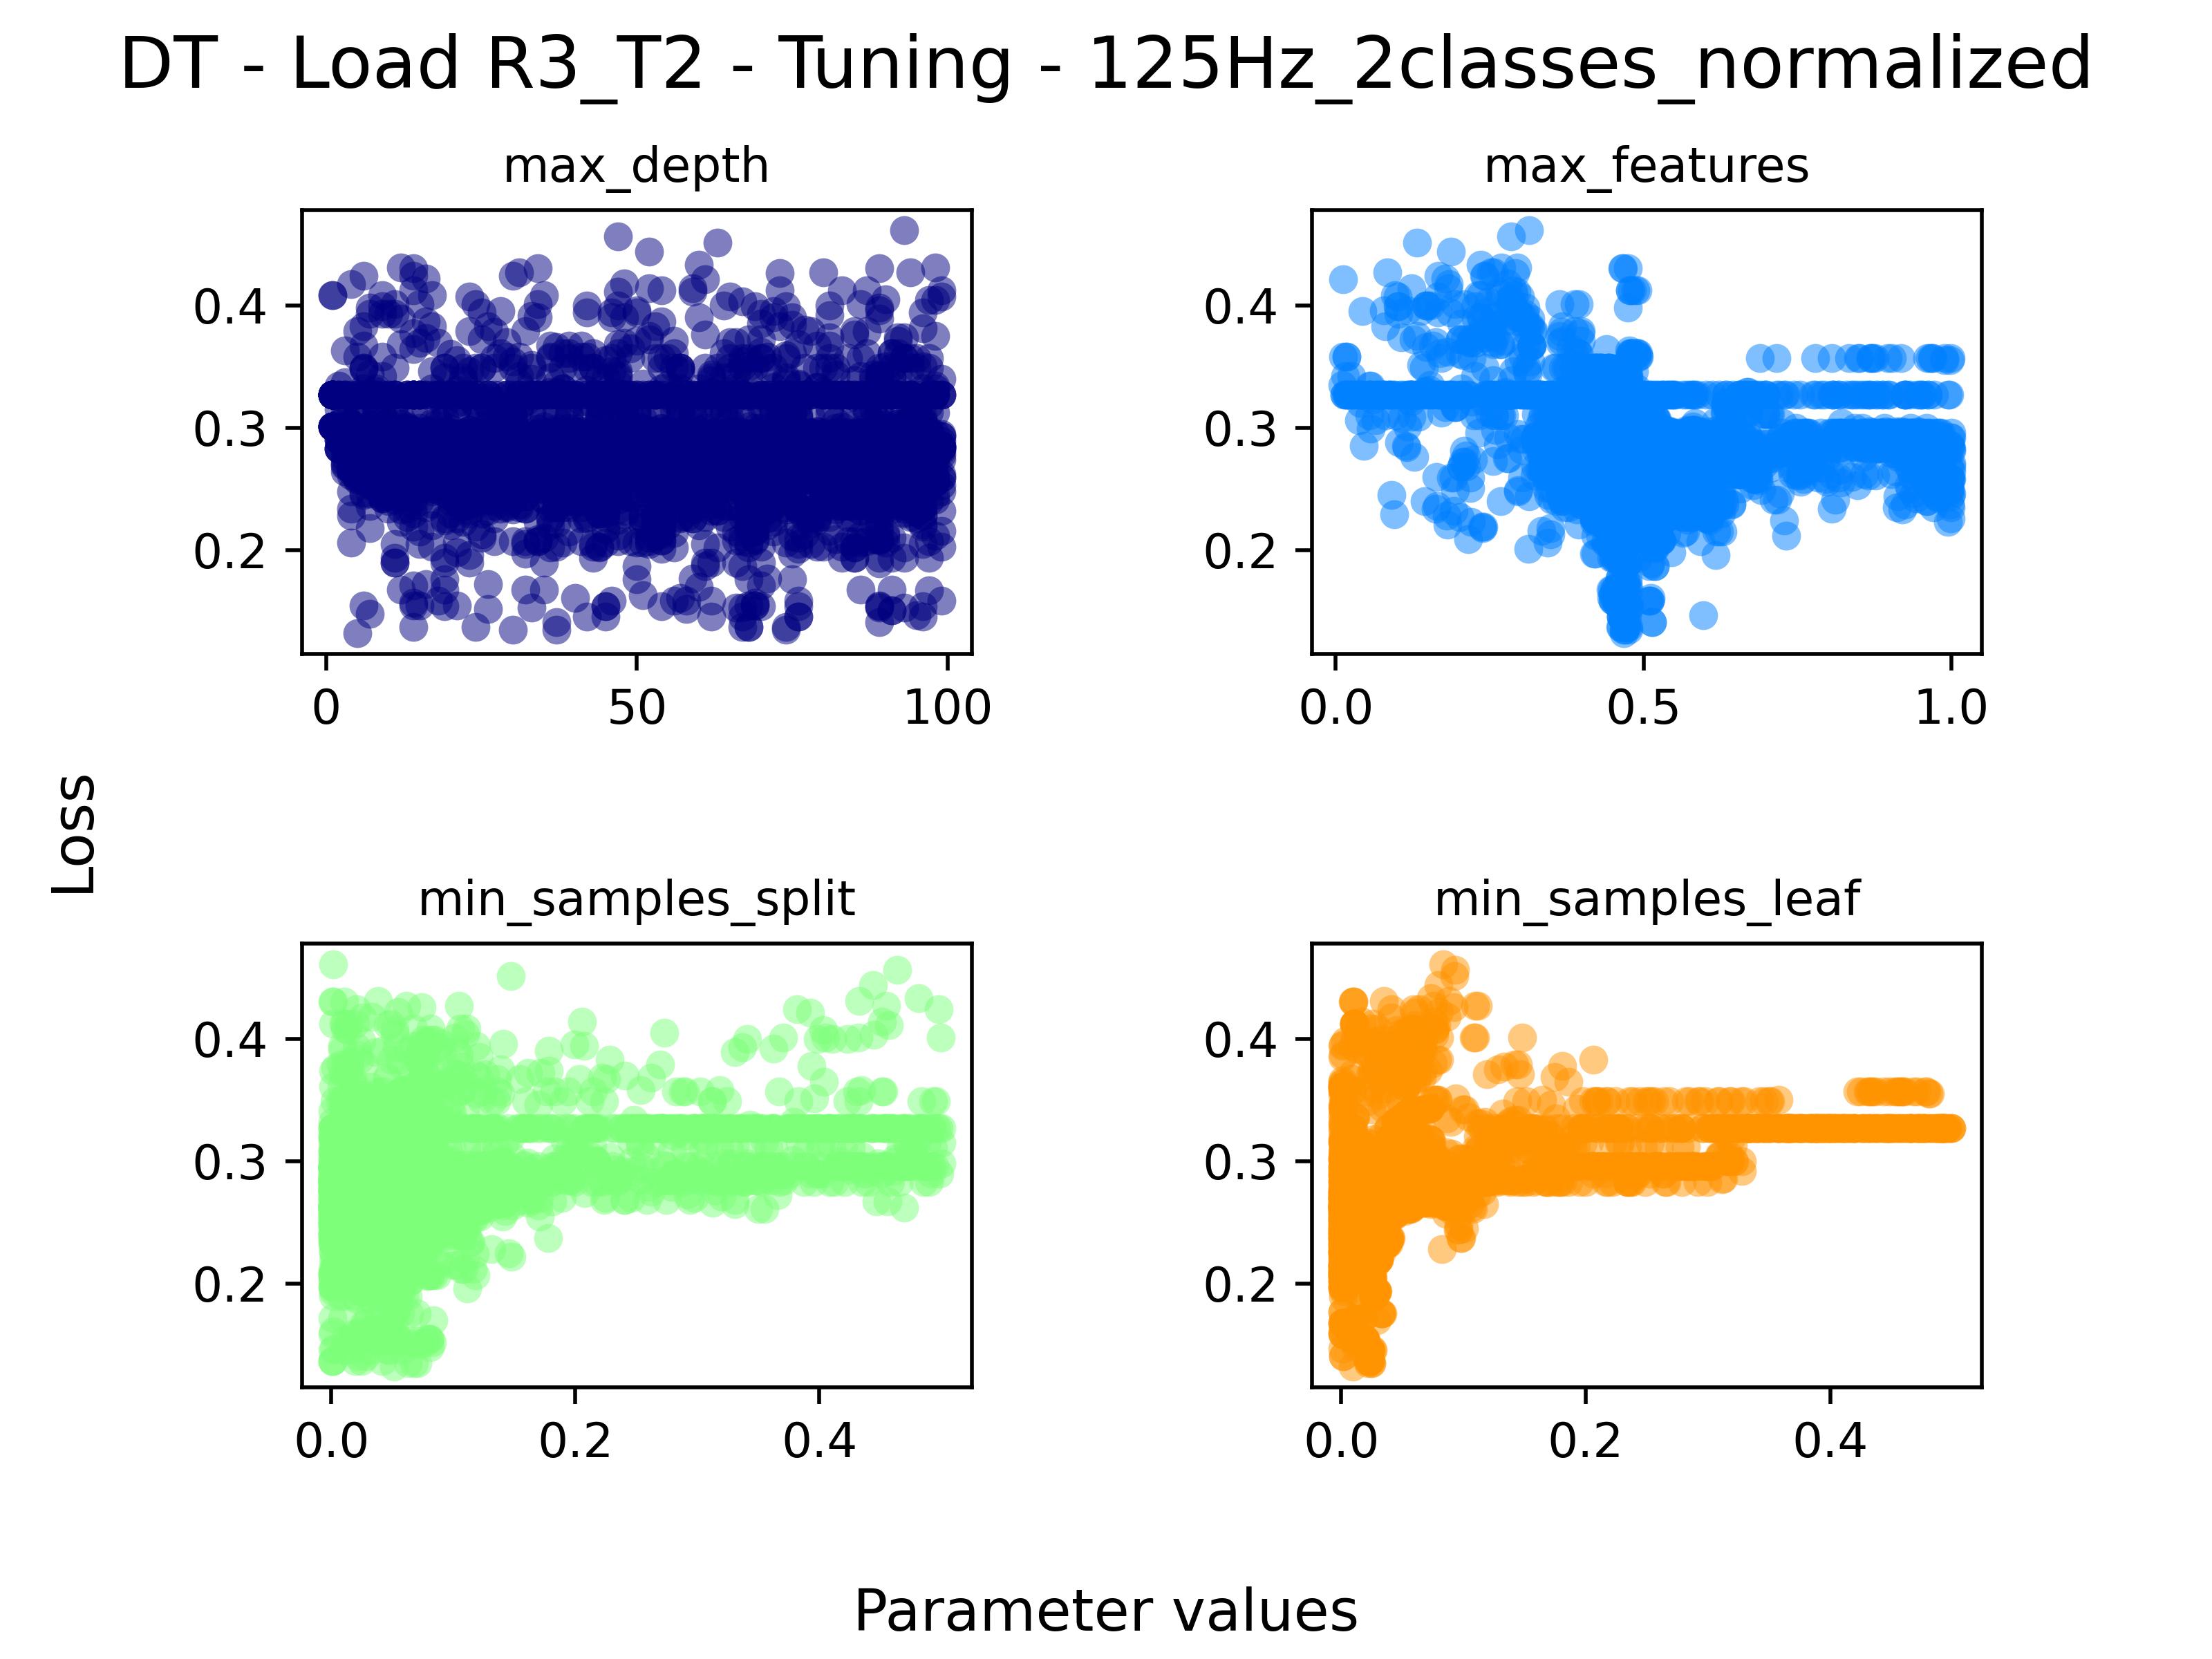 DT - Load R3_T2 - Tuning - 125Hz_2classes_normalized
max_depth
max_features
0.4
0.3
0.2
0 50 100
0.4
0.3
0.2
0.0 0.5 1.0
Loss
min_samples_split
min_samples_leaf
0.4
0.3
0.2
0.0 0.2 0.4
0.4
0.3
0.2
0.0 0.2 0.4
Parameter values